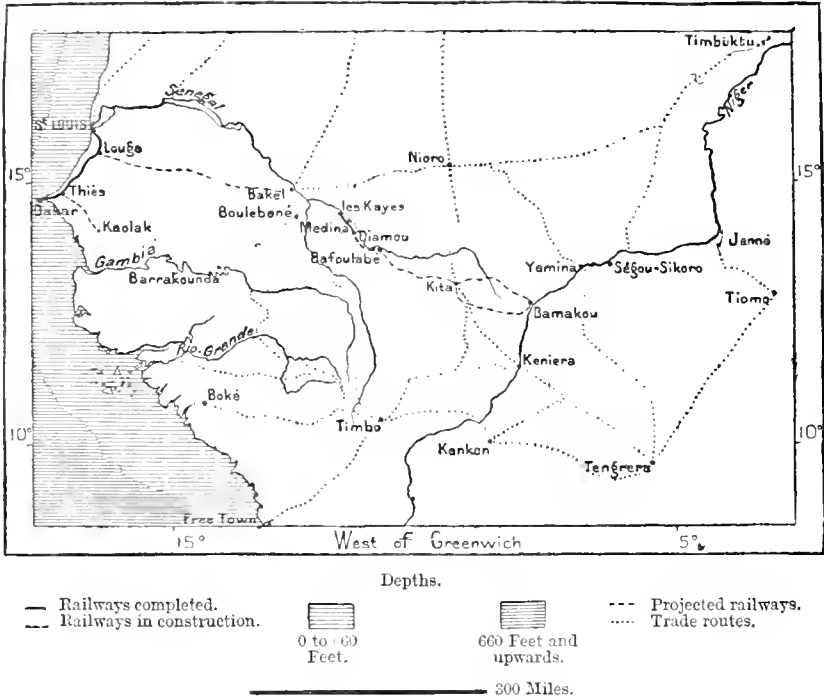 Timbuktu
Senegal
Niger
St LOUIS
Louga
Nioro
15°
15°
Thiès
Bakel
les Kayes
Dakar
Boulebané
Kaolak
Medina
Diamou
Jenné
Gambia
Bafoulabé
Barrakounda
Yamina
Ségou-Sikoro
Kita
Tioma
Bamakou
Rio-Grande
Keniera
Boké
Timbo
10°
10°
Kankan
Tengrera
Free Town
15°
West of Greenwich
5°
Depths.
Railways completed.
Railways in construction.
0 to 660
Feet.
660 Feet and
upwards.
Projected railways.
Trade routes.
300 Miles.